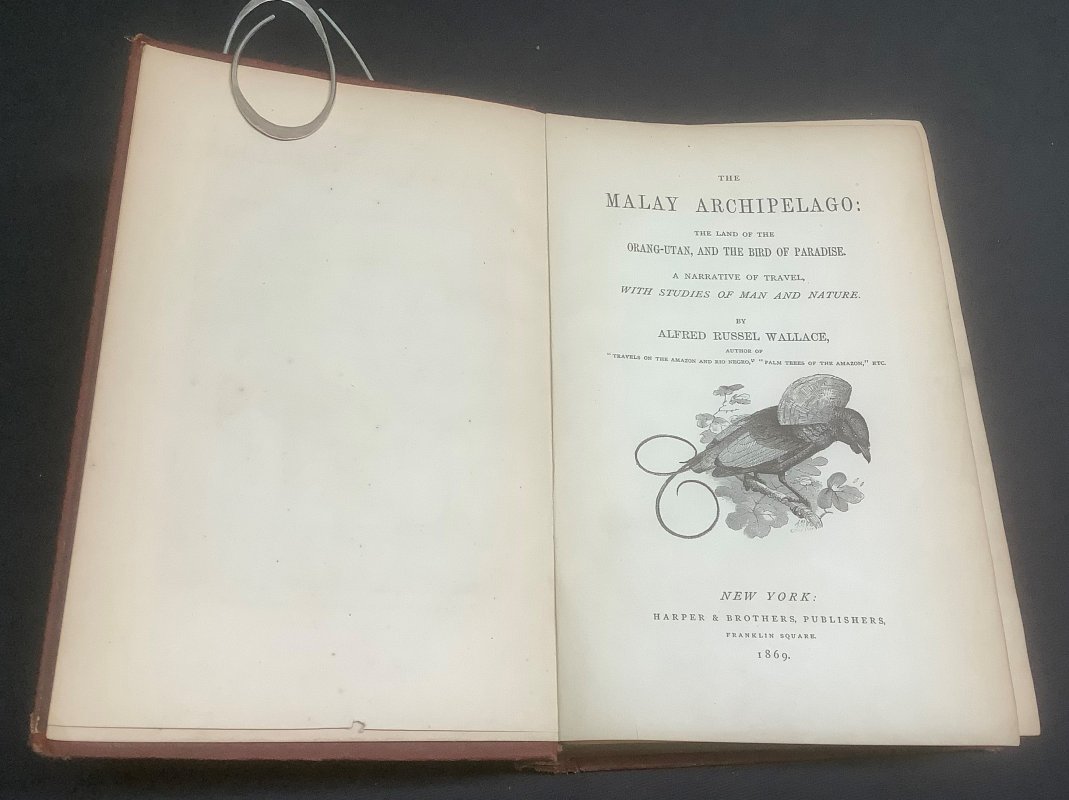 THE
MALAY ARCHIPELAGO:
THE LAND OF THE
ORANG-UTAN, AND THE BIRD OF PARADISE.
A NARRATIVE OF TRAVEL,
WITH STUDIES OF MAN AND NATURE.
BY
ALFRED RUSSEL WALLACE,
AUTHOR OF
"TRAVELS ON THE AMAZON AND RIO NEGRO," "PALM TREES OF THE AMAZON," ETC.
NEW YORK:
HARPER & BROTHERS, PUBLISHERS,
FRANKLIN SQUARE.
1869.